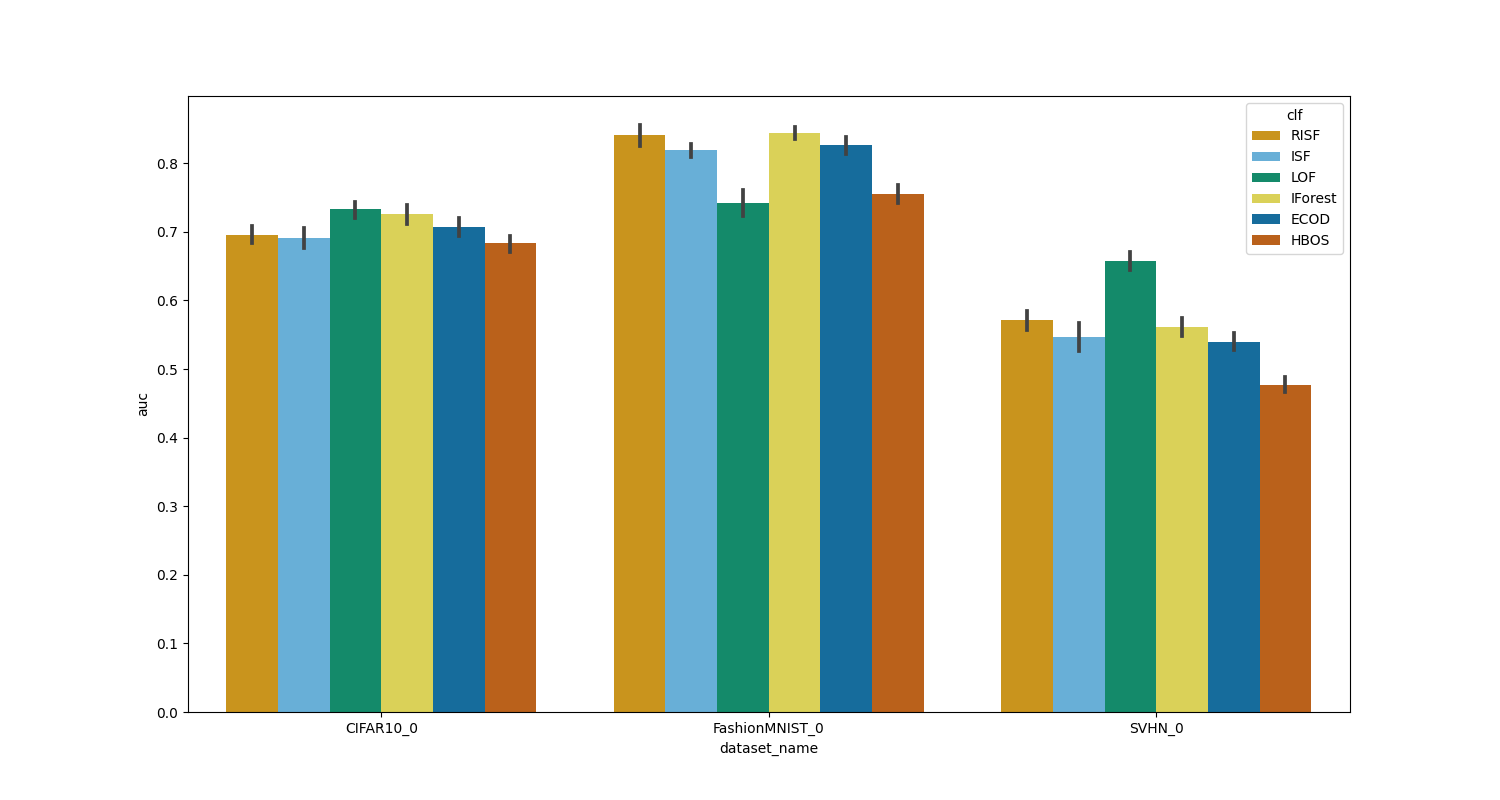 clf
RISF
ISF
LOF
IForest
ECOD
HBOS
0.8
0.7
0.6
0.5
0.4
0.3
0.2
0.1
0.0
auc
CIFAR10_0
FashionMNIST_0
SVHN_0
dataset_name